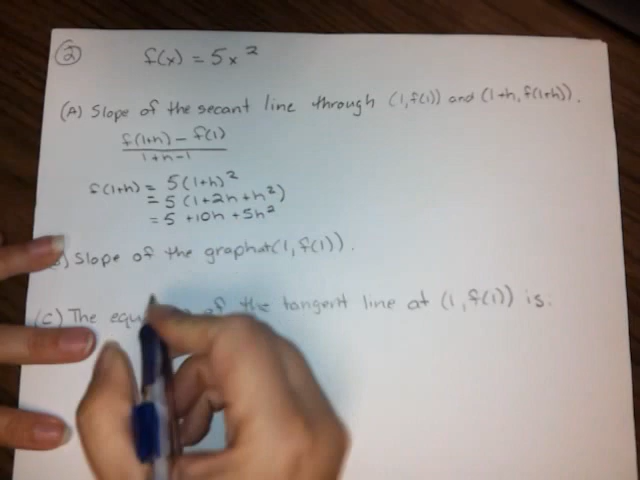 2 f(x) = 5x²
(A) Slope of the secant line through (1, f(1)) and (1+h, f(1+h)).
f(1+h) - f(1)
1+h-1
f(1+h) = 5(1+h)²
= 5(1+2h+h²)
= 5 +10h +5h²
) Slope of the graph at (1, f(1)).
(C) The of the tangent line at (1, f(1)) is: